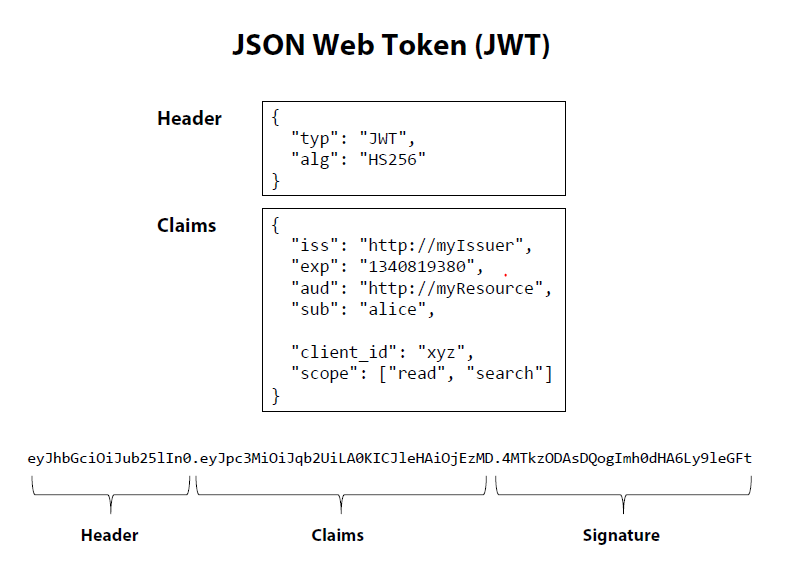 JSON Web Token (JWT)
Header
{
"typ": "JWT",
"alg": "HS256"
}
Claims
{
"iss": "http://myIssuer",
"exp": "1340819380",
"aud": "http://myResource",
"sub": "alice",
"client_id": "xyz",
"scope": ["read", "search"]
}
eyJhbGciOiJub25lIn0.eyJpc3MiOiJqb2UiLA0KICJleHAiOjEzMD.4MTkzODAsDQogImh0dHA6Ly9leGFt
Header
Claims
Signature